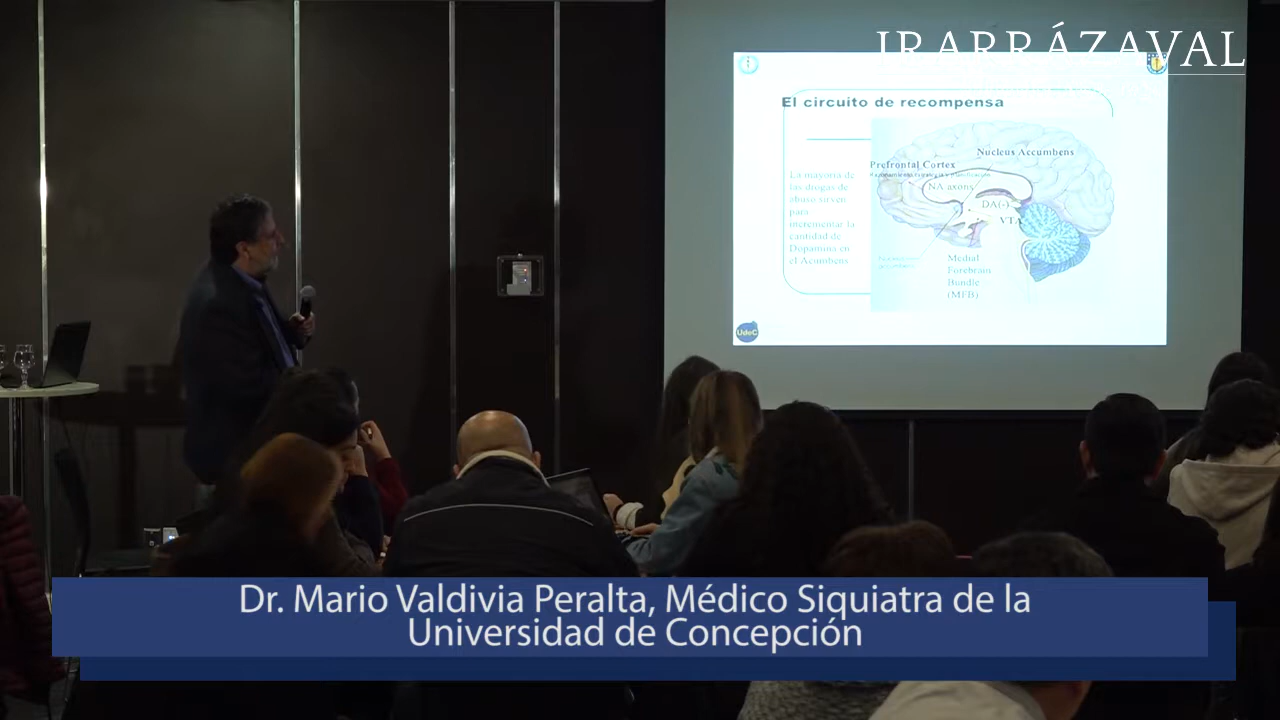 IRARRÁZAVAL
El circuito de recompensa
Nucleus Accumbens
Prefrontal Cortex
NA axons
DA(-)
VTA
La mayoría de
las drogas de
abuso sirven
para
incrementar la
cantidad de
Dopamina en
el Acumbens
Medial
Forebrain
Bundle
(MFB)
UdeC
Dr. Mario Valdivia Peralta, Médico Siquiatra de la
Universidad de Concepción